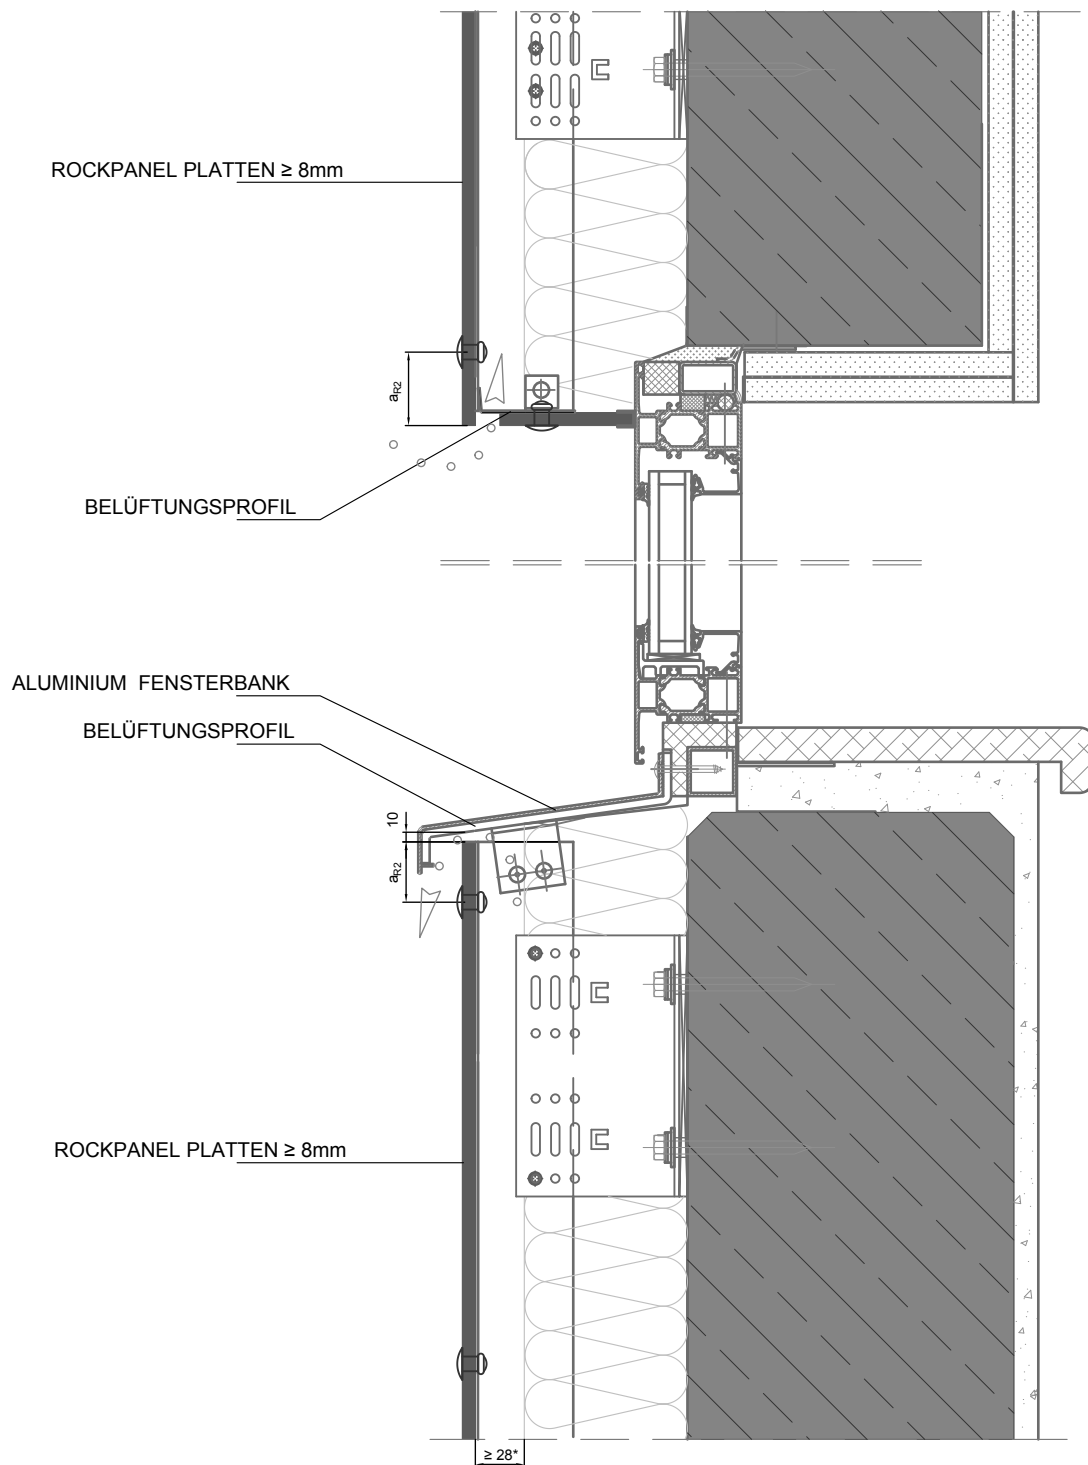 ROCKPANEL PLATTEN ≥ 8mm
aR2
BELÜFTUNGSPROFIL
ALUMINIUM FENSTERBANK
BELÜFTUNGSPROFIL
10
aR2
ROCKPANEL PLATTEN ≥ 8mm
≥ 28*